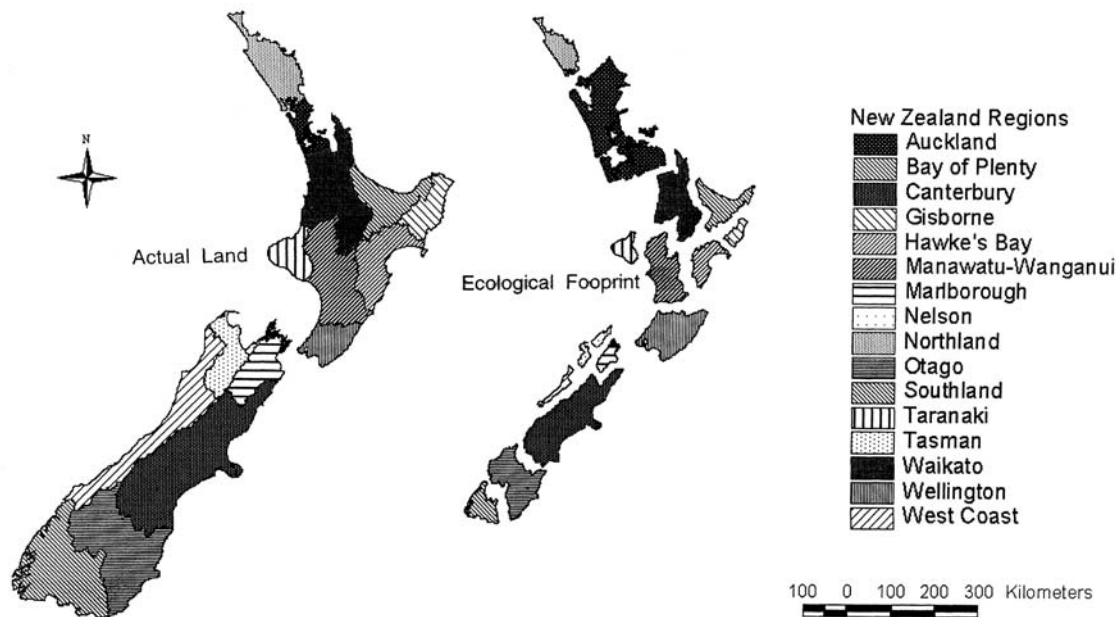 N
Actual Land
Ecological Fooprint
New Zealand Regions
Auckland
Bay of Plenty
Canterbury
Gisborne
Hawke's Bay
Manawatu-Wanganui
Marlborough
Nelson
Northland
Otago
Southland
Taranaki
Tasman
Waikato
Wellington
West Coast
100 0 100 200 300 Kilometers